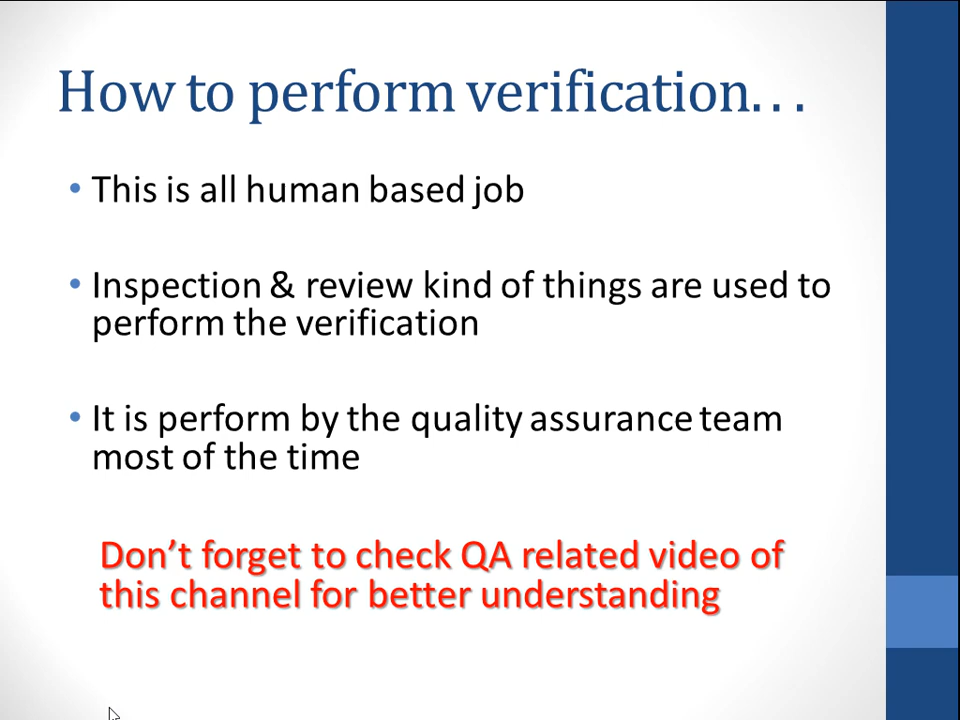 How to perform verification. . .
• This is all human based job
• Inspection & review kind of things are used to
perform the verification
• It is perform by the quality assurance team
most of the time
Don’t forget to check QA related video of
this channel for better understanding